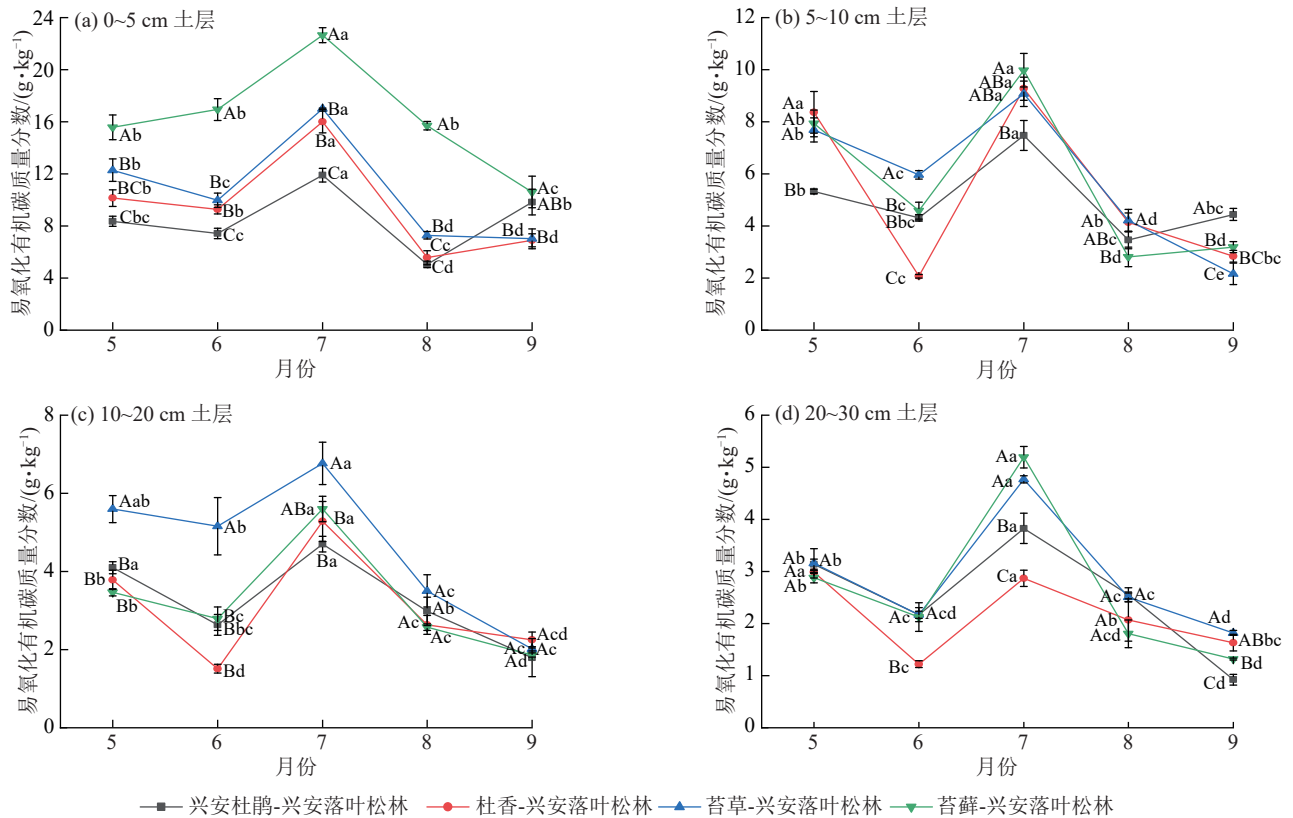 (a) 0~5 cm 土层
易氧化有机碳质量分数/(g•kg⁻¹)
24
20
16
12
8
4
0
5 6 7 8 9
月份
Ab
Ab
Aa
Ab
Ac
Bb
Bc
Ba
Bd
Bd
BCb
Bb
Ba
Cc
Bd
Cbc
Cc
Ca
Cd
ABb
(b) 5~10 cm 土层
易氧化有机碳质量分数/(g•kg⁻¹)
12
10
8
6
4
2
0
5 6 7 8 9
月份
Aa
Ab
Ab
Bb
Ac
Bc
Bbc
Cc
Aa
ABa
ABa
Ba
Ad
Ab
ABc
Bd
Abc
Bd
BCbc
Ce
(c) 10~20 cm 土层
易氧化有机碳质量分数/(g•kg⁻¹)
8
6
4
2
0
5 6 7 8 9
月份
Aab
Ba
Bb
Bb
Ab
Bc
Bbc
Bd
Aa
ABa
Ba
Ba
Ac
Ab
Ac
Ac
Acd
Ac
Ac
Ad
(d) 20~30 cm 土层
易氧化有机碳质量分数/(g•kg⁻¹)
6
5
4
3
2
1
0
5 6 7 8 9
月份
Ab
Ab
Aa
Ab
Ac
Acd
Bc
Aa
Aa
Ba
Ca
Ac
Ac
Ab
Acd
Ad
ABbc
Bd
Cd
兴安杜鹃-兴安落叶松林 杜香-兴安落叶松林 苔草-兴安落叶松林 苔藓-兴安落叶松林